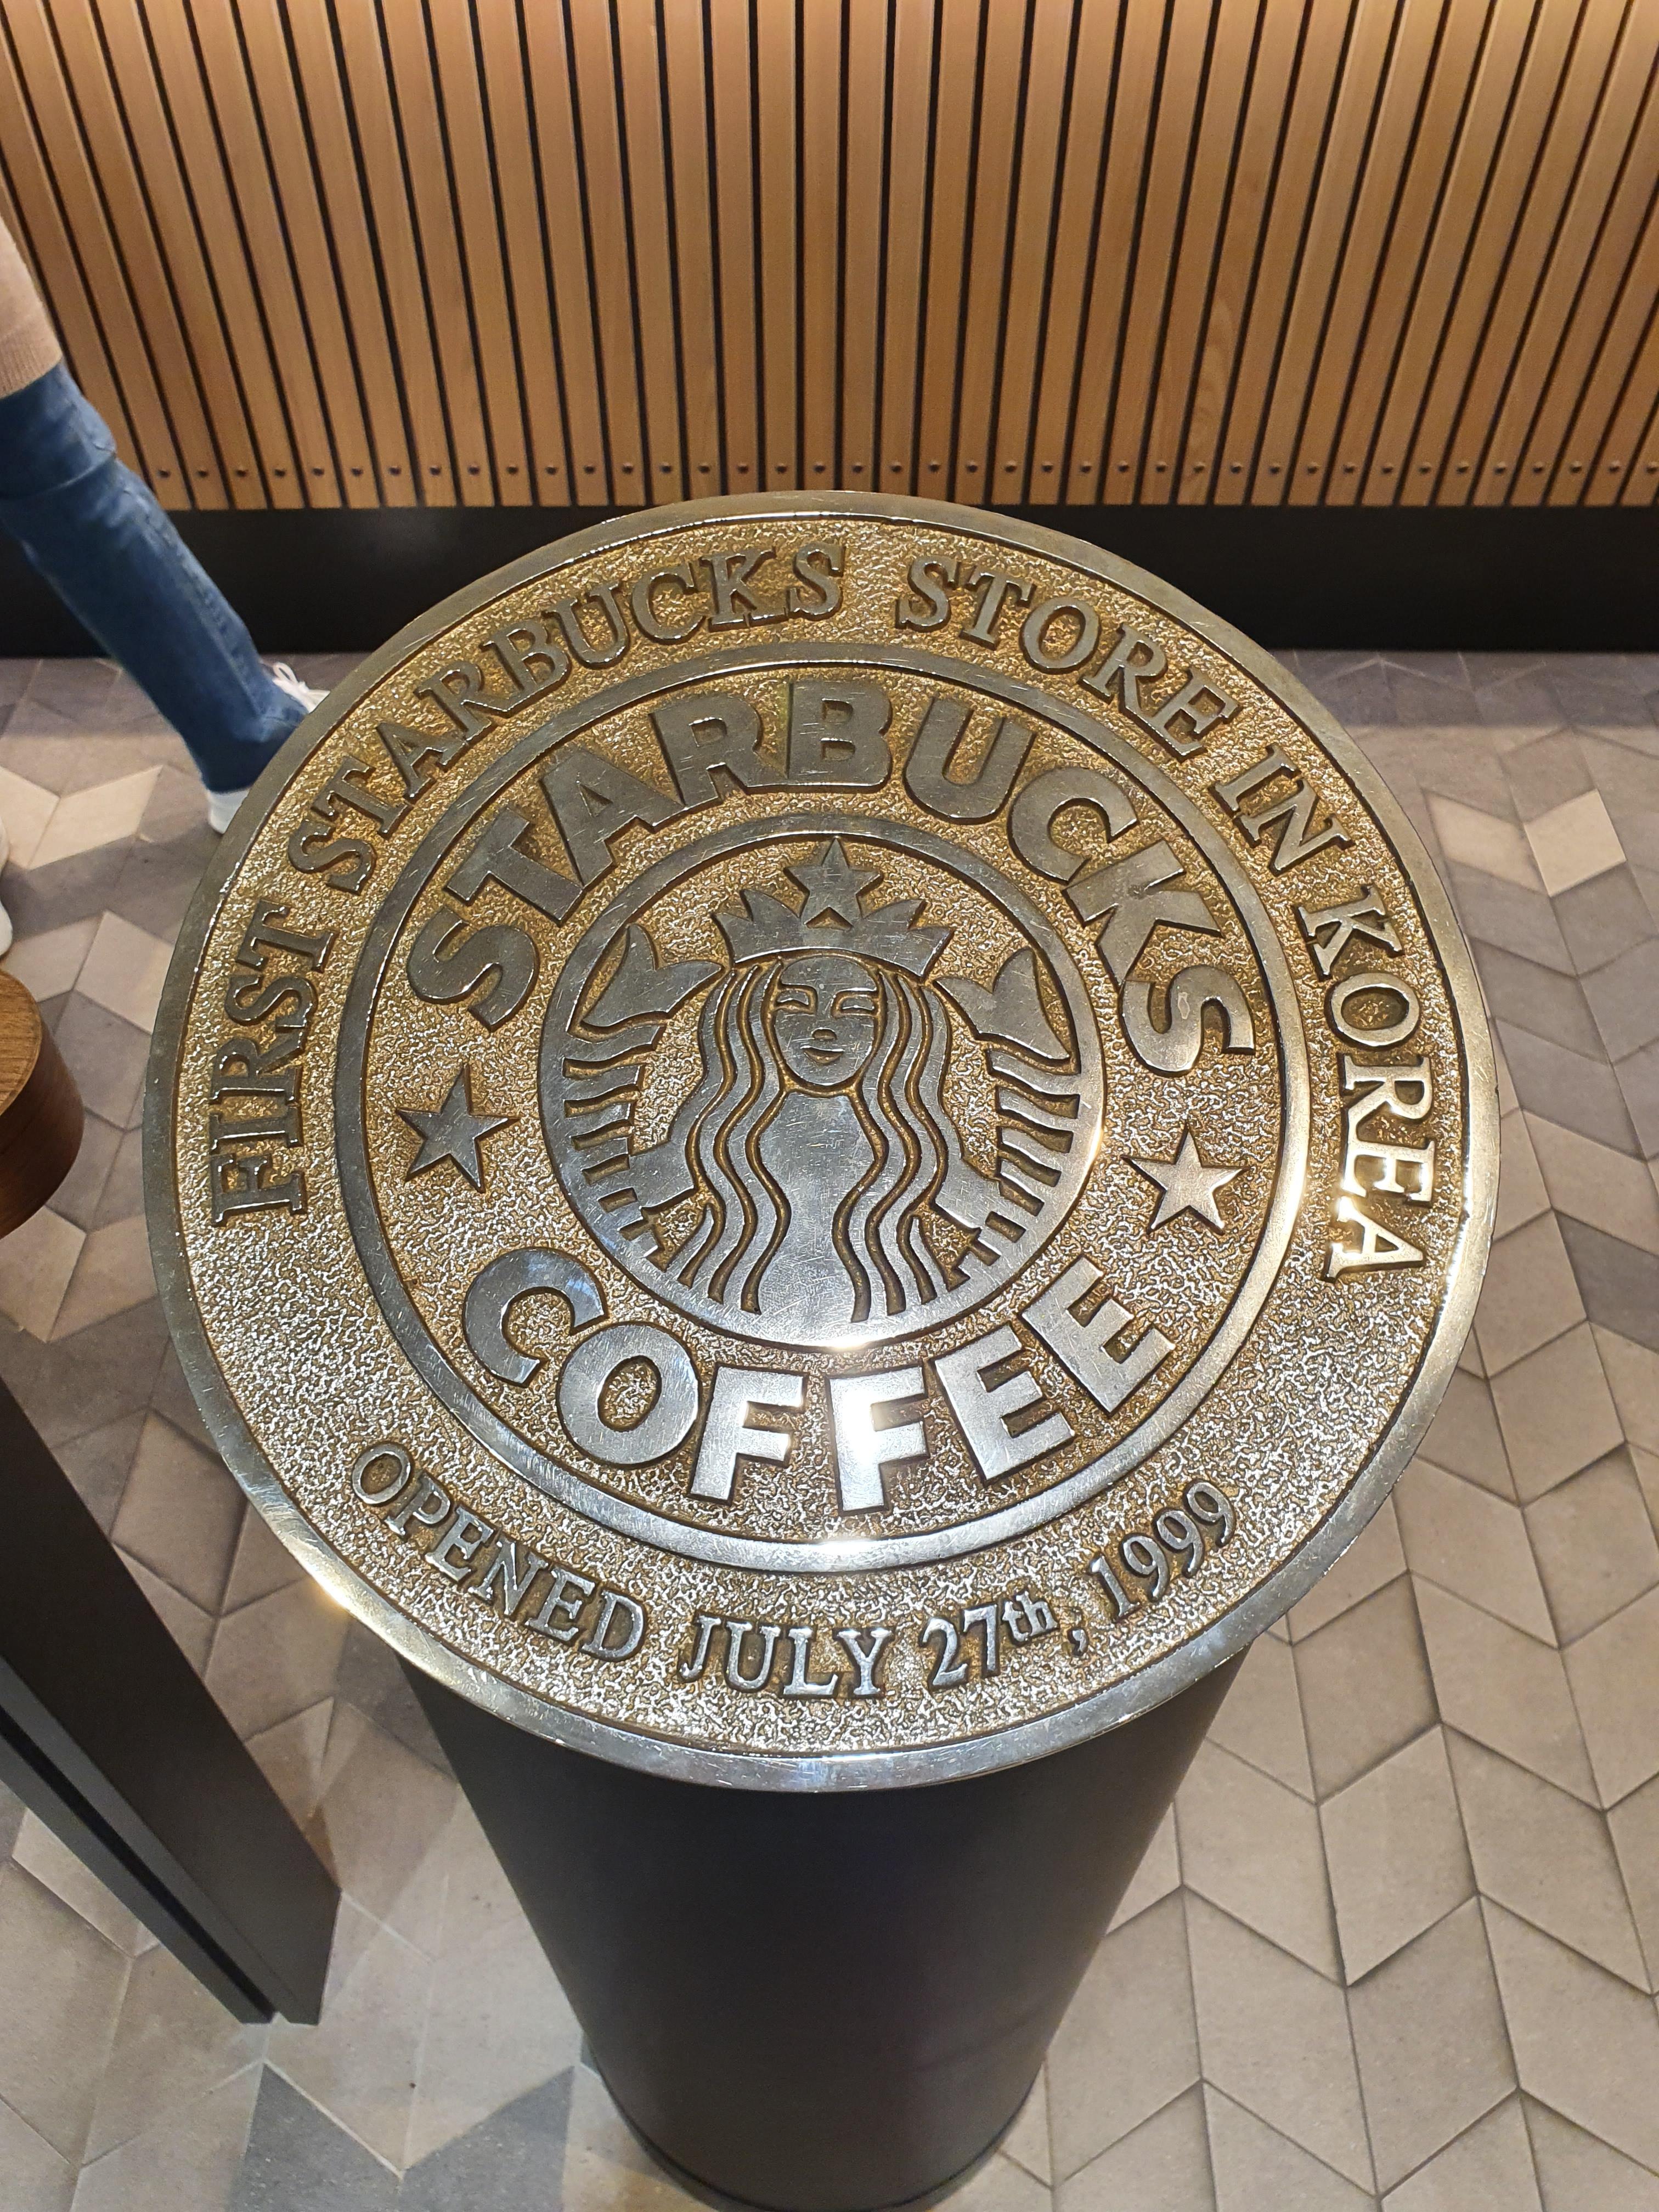 FIRST STARBUCKS STORE IN KOREA
STARBUCKS
COFFEE
OPENED JULY 27th, 1999